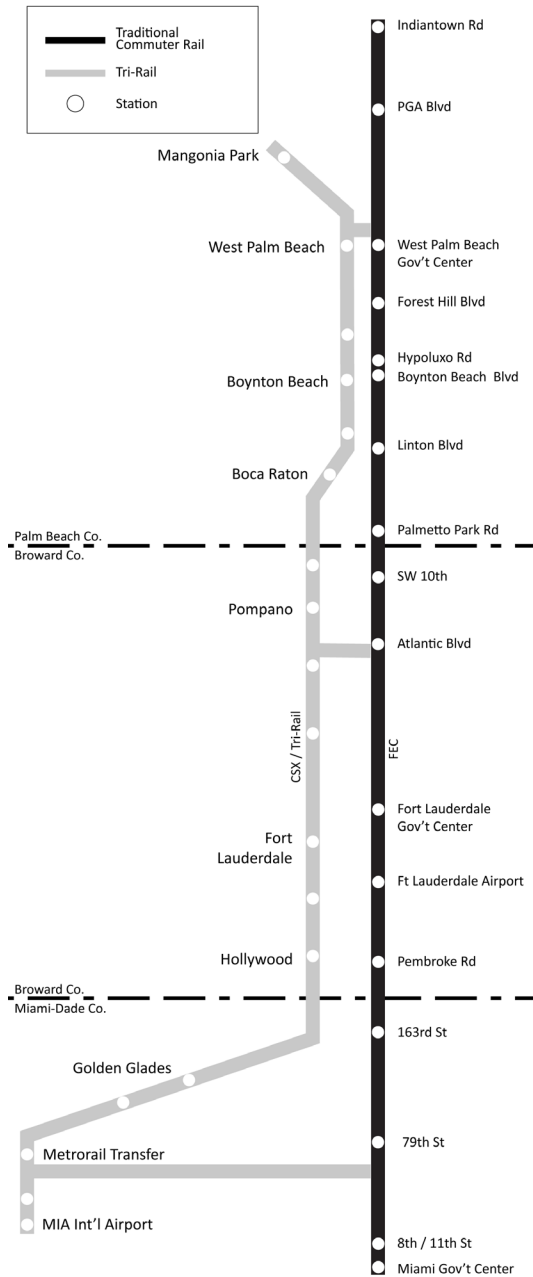 Traditional
Commuter Rail
Tri-Rail
Station
Indiantown Rd
PGA Blvd
Mangonia Park
West Palm Beach
West Palm Beach
Gov't Center
Forest Hill Blvd
Hypoluxo Rd
Boynton Beach
Boynton Beach Blvd
Linton Blvd
Boca Raton
Palmetto Park Rd
Palm Beach Co.
Broward Co.
SW 10th
Pompano
Atlantic Blvd
CSX / Tri-Rail
FEC
Fort Lauderdale
Gov't Center
Fort
Lauderdale
Ft Lauderdale Airport
Hollywood
Pembroke Rd
Broward Co.
Miami-Dade Co.
163rd St
Golden Glades
79th St
Metrorail Transfer
MIA Int'l Airport
8th / 11th St
Miami Gov't Center